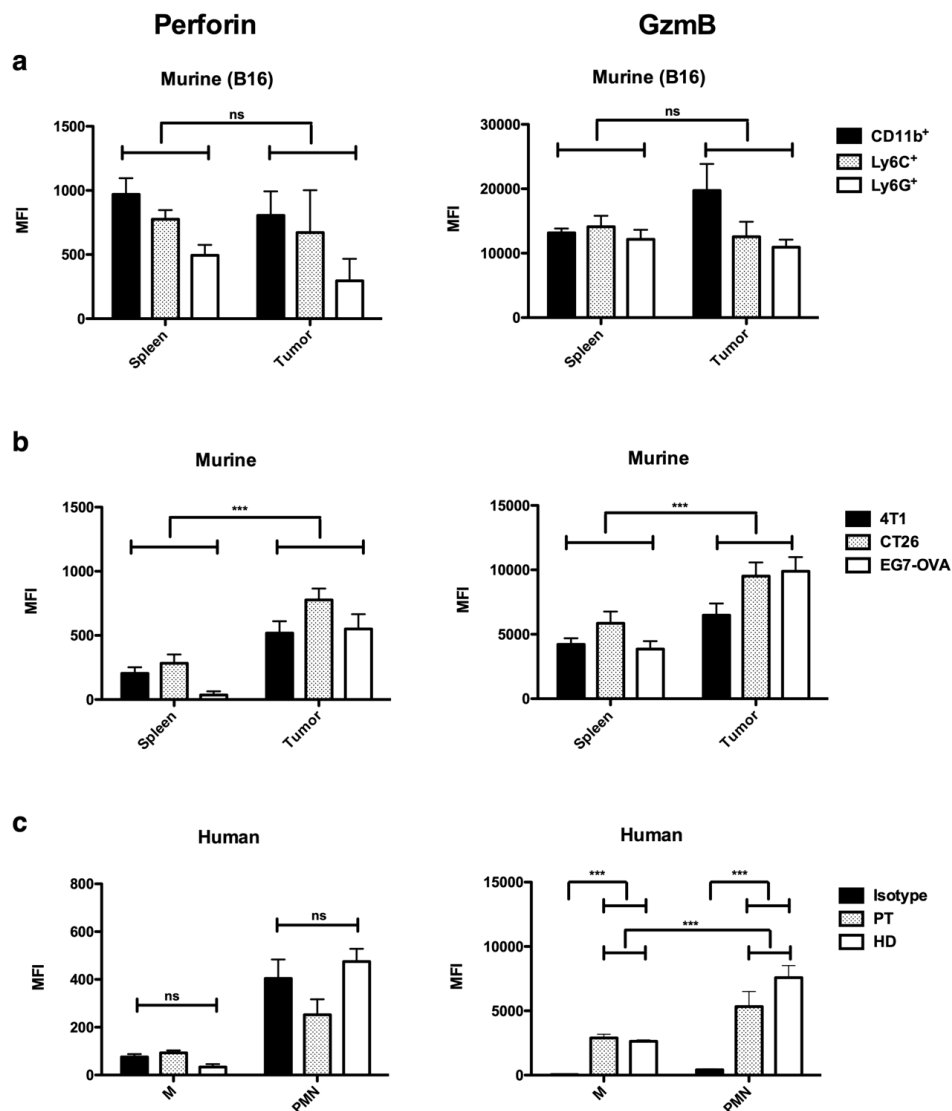 Perforin
GzmB
a
Murine (B16)
ns
1500
1000
500
0
MFI
Spleen
Tumor
Murine (B16)
ns
30000
20000
10000
0
MFI
Spleen
Tumor
CD11b⁺
Ly6C⁺
Ly6G⁺
b
Murine
***
1500
1000
500
0
MFI
Spleen
Tumor
Murine
***
15000
10000
5000
0
MFI
Spleen
Tumor
4T1
CT26
EG7-OVA
c
Human
ns
ns
800
600
400
200
0
MFI
M
PMN
Human
***
***
***
15000
10000
5000
0
MFI
M
PMN
Isotype
PT
HD